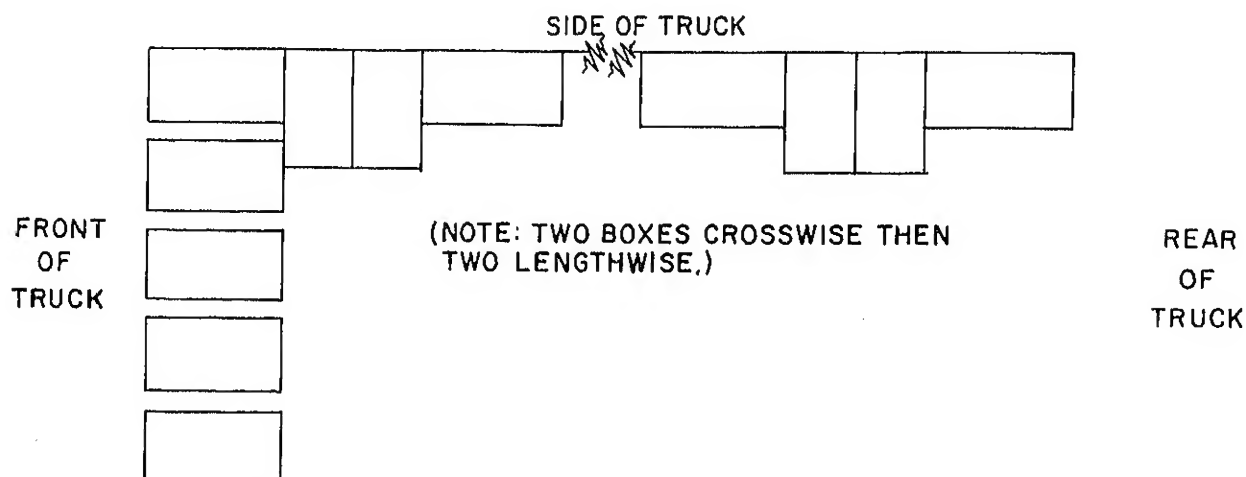 SIDE OF TRUCK
FRONT
OF
TRUCK
(NOTE: TWO BOXES CROSSWISE THEN
TWO LENGTHWISE.)
REAR
OF
TRUCK